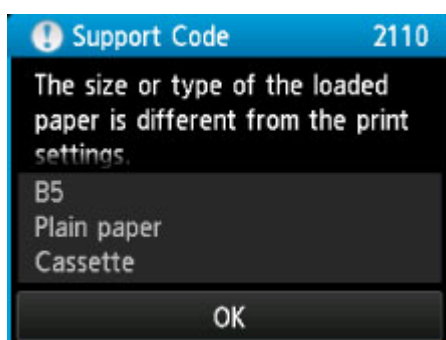 Support Code 2110
The size or type of the loaded
paper is different from the print
settings.
B5
Plain paper
Cassette
OK